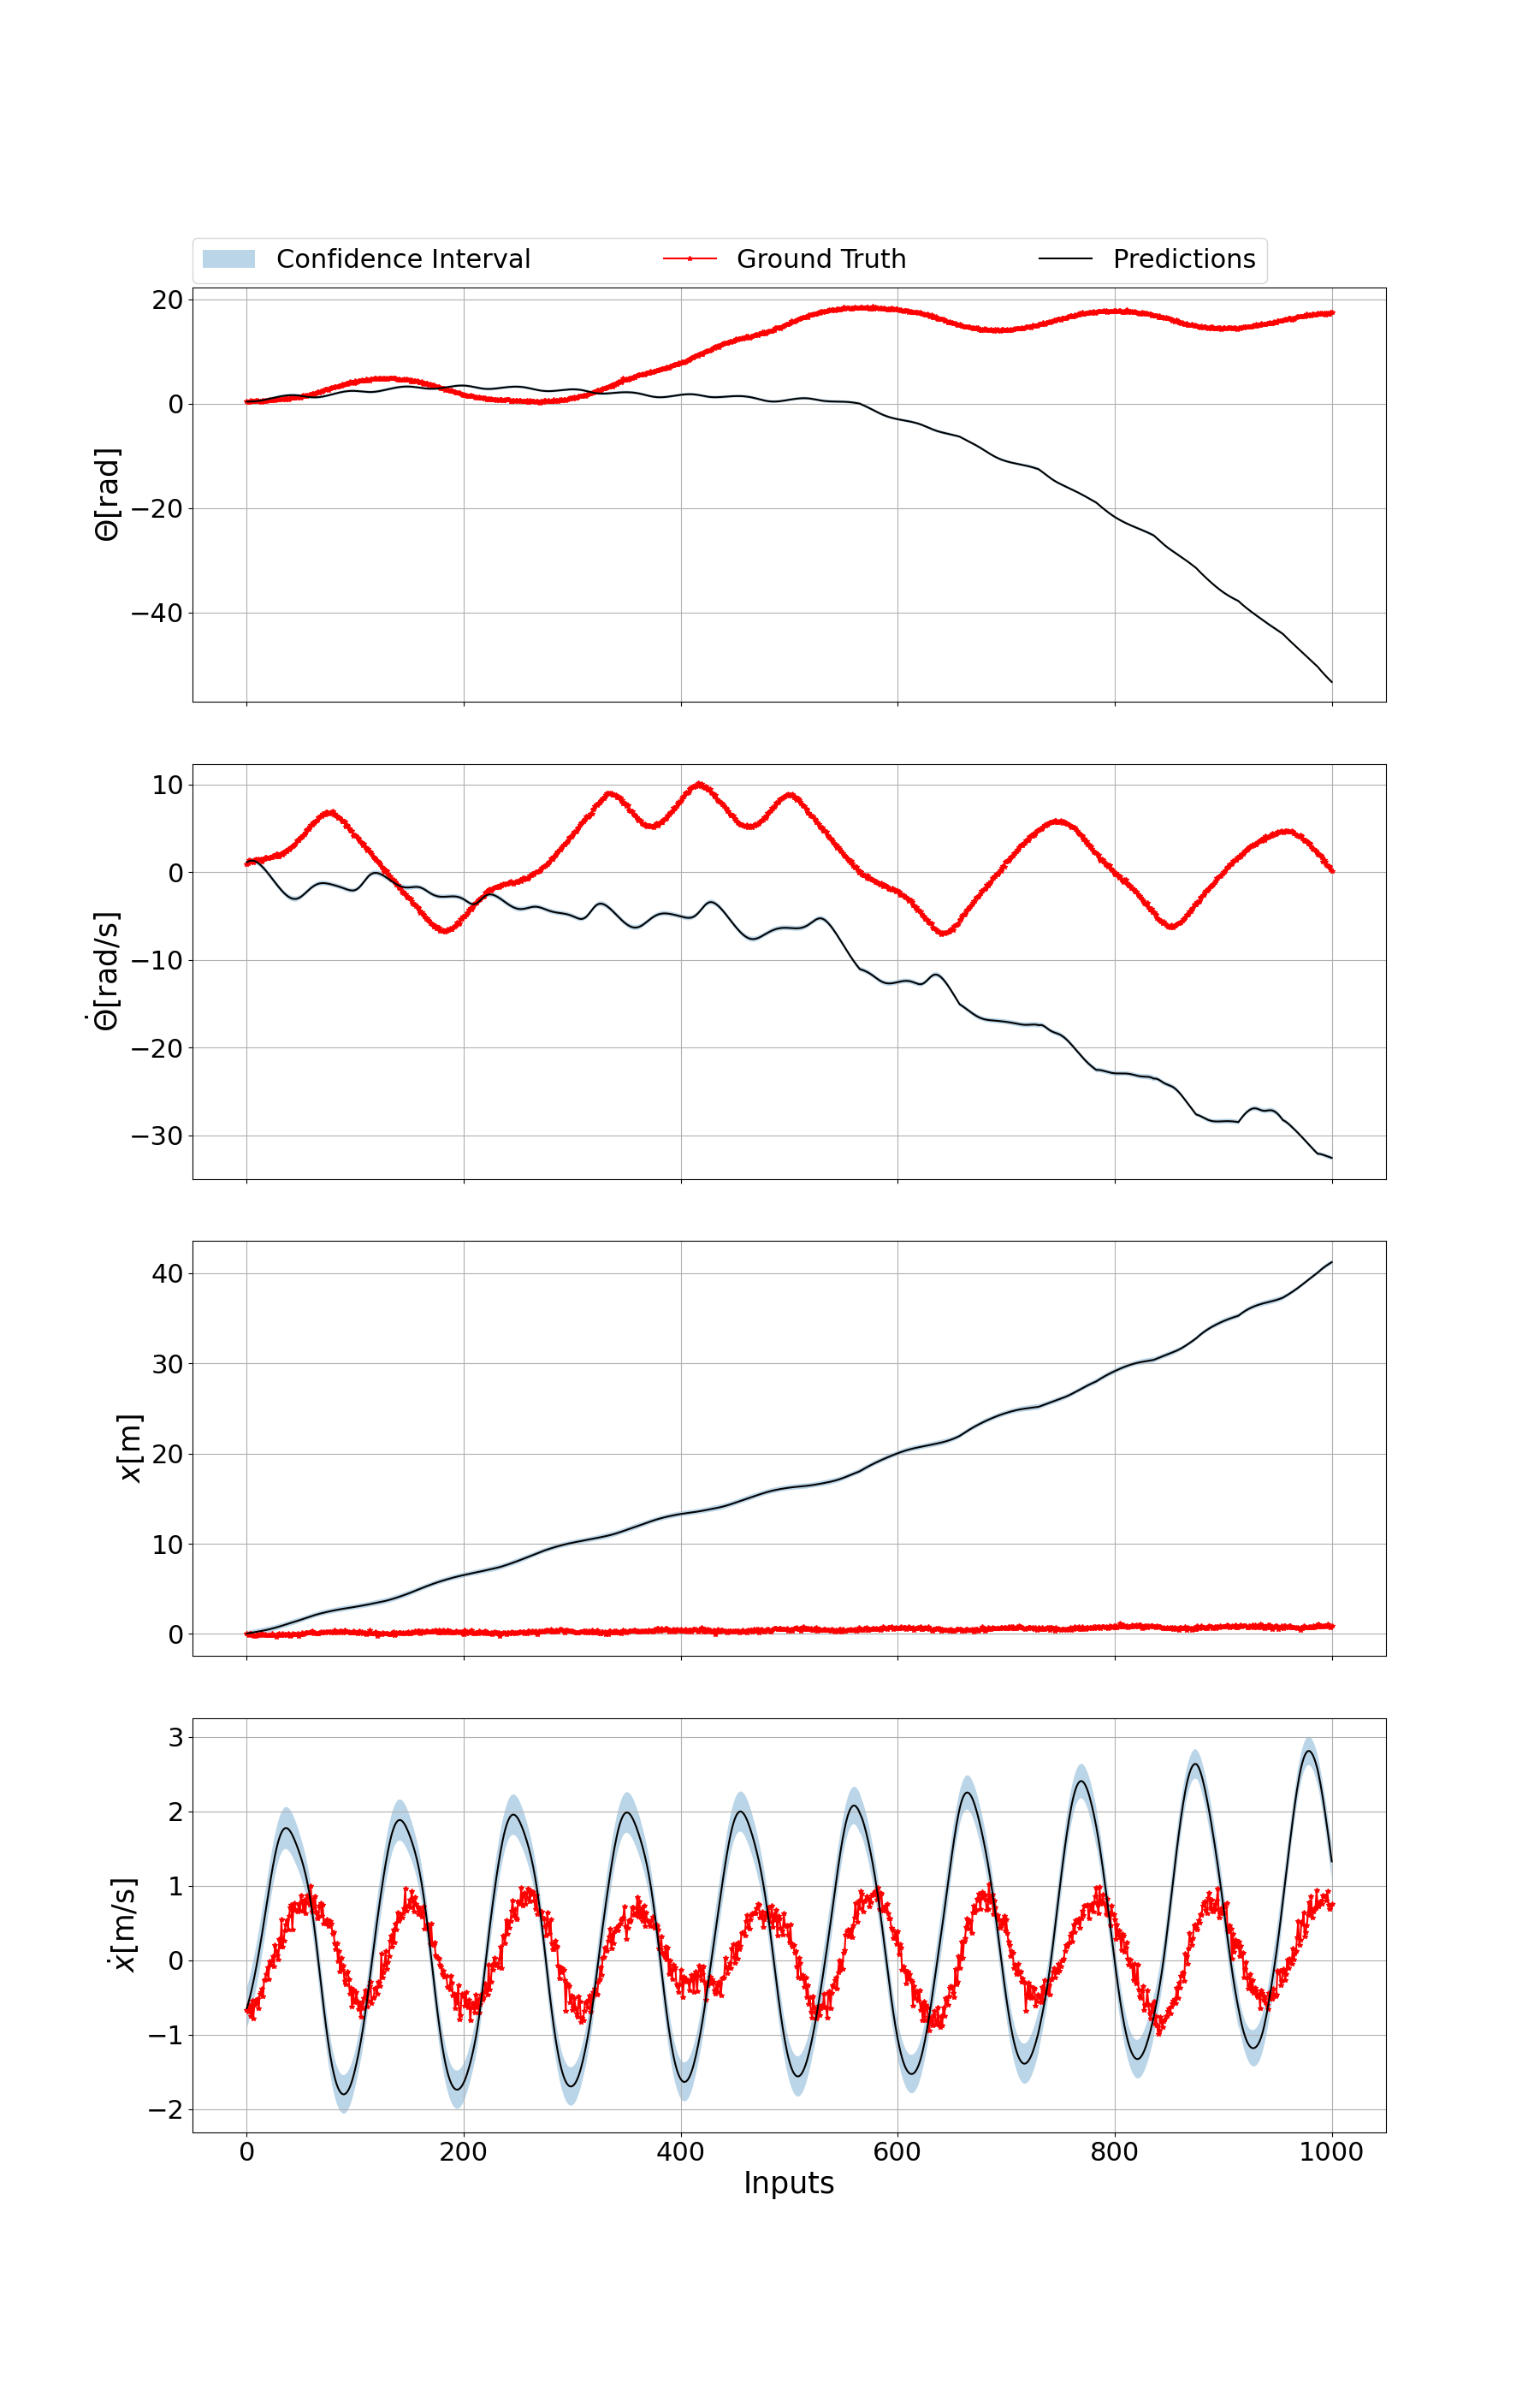 Confidence Interval Ground Truth Predictions
20
0
−20
−40
Θ[rad]
10
0
−10
−20
−30
Θ̇[rad/s]
40
30
20
10
0
x[m]
3
2
1
0
−1
−2
ẋ[m/s]
0 200 400 600 800 1000
Inputs